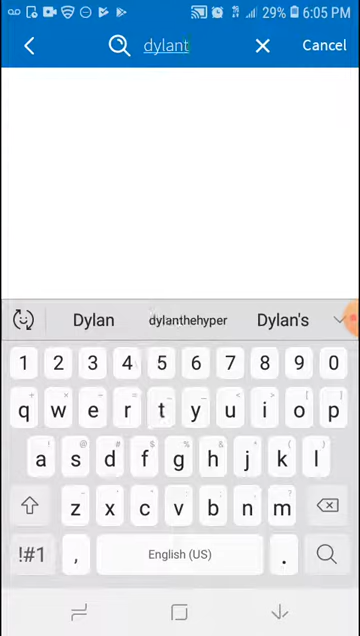 29% 6:05 PM
dylant Cancel
Dylan dylanthehyper Dylan's
1 2 3 4 5 6 7 8 9 0
q w e r t y u i o p
a s d f g h j k l
z x c v b n m
!#1 , English (US) .